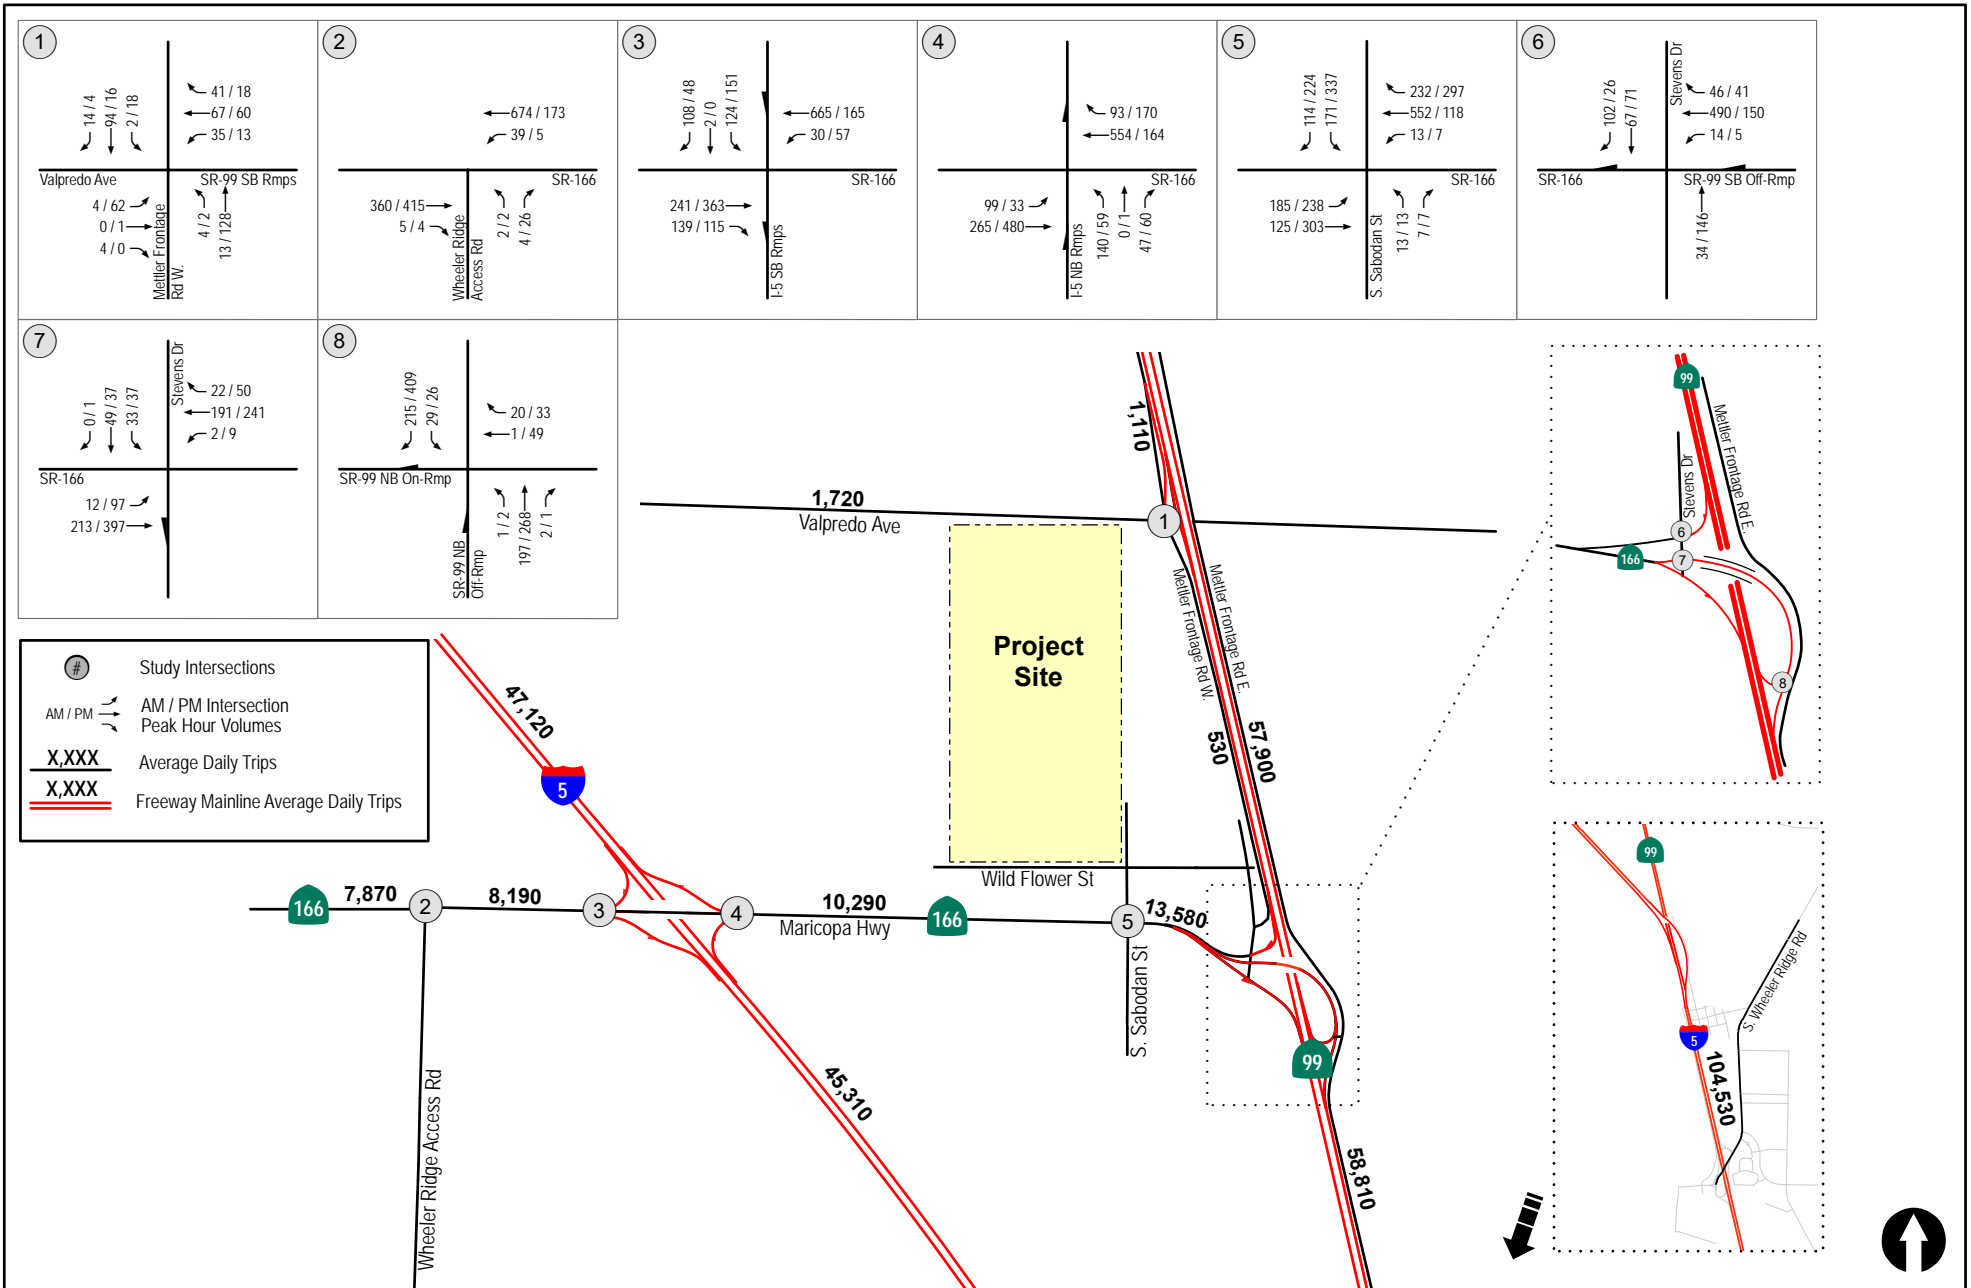 1
14 / 4
94 / 16
2 / 18
41 / 18
67 / 60
35 / 13
Valpredo Ave
SR-99 SB Rmps
4 / 62
0 / 1
4 / 0
Mettler Frontage
Rd W.
4 / 2
13 / 128
2
674 / 173
39 / 5
SR-166
360 / 415
5 / 4
Wheeler Ridge
Access Rd
2 / 2
4 / 26
3
108 / 48
2 / 0
124 / 151
665 / 165
30 / 57
SR-166
241 / 363
139 / 115
I-5 SB Rmps
4
93 / 170
554 / 164
SR-166
99 / 33
265 / 480
I-5 NB Rmps
140 / 59
0 / 1
47 / 60
5
114 / 224
171 / 337
232 / 297
552 / 118
13 / 7
SR-166
185 / 238
125 / 303
S. Sabodan St
13 / 13
7 / 7
6
102 / 26
67 / 71
Stevens Dr
46 / 41
490 / 150
14 / 5
SR-166
SR-99 SB Off-Rmp
34 / 146
7
0 / 1
49 / 37
33 / 37
Stevens Dr
22 / 50
191 / 241
2 / 9
SR-166
12 / 97
213 / 397
8
215 / 409
29 / 26
20 / 33
1 / 49
SR-99 NB On-Rmp
SR-99 NB
Off-Rmp
1 / 2
197 / 268
2 / 1
# Study Intersections
AM / PM
AM / PM Intersection
Peak Hour Volumes
X,XXX Average Daily Trips
X,XXX Freeway Mainline Average Daily Trips
1,110
1,720
Valpredo Ave
1
Mettler Frontage Rd W.
Mettler Frontage Rd E.
Project
Site
530
57,900
47,120
5
Wild Flower St
166
7,870
2
8,190
3
4
10,290
Maricopa Hwy
166
5
13,580
S. Sabodan St
99
Wheeler Ridge Access Rd
45,310
58,810
99
Mettler Frontage Rd E.
Stevens Dr
6
166
7
8
99
S. Wheeler Ridge Rd
5
104,530